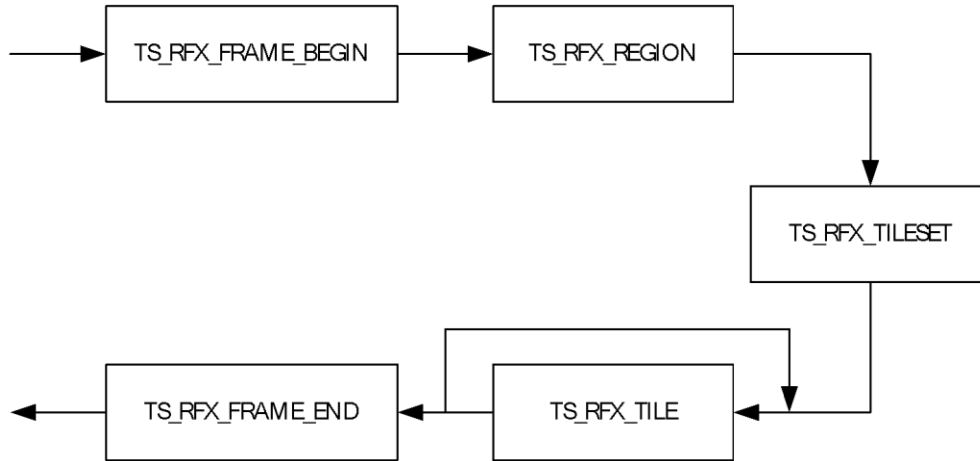 TS_RFX_FRAME_BEGIN
TS_RFX_REGION
TS_RFX_TILESET
TS_RFX_FRAME_END
TS_RFX_TILE